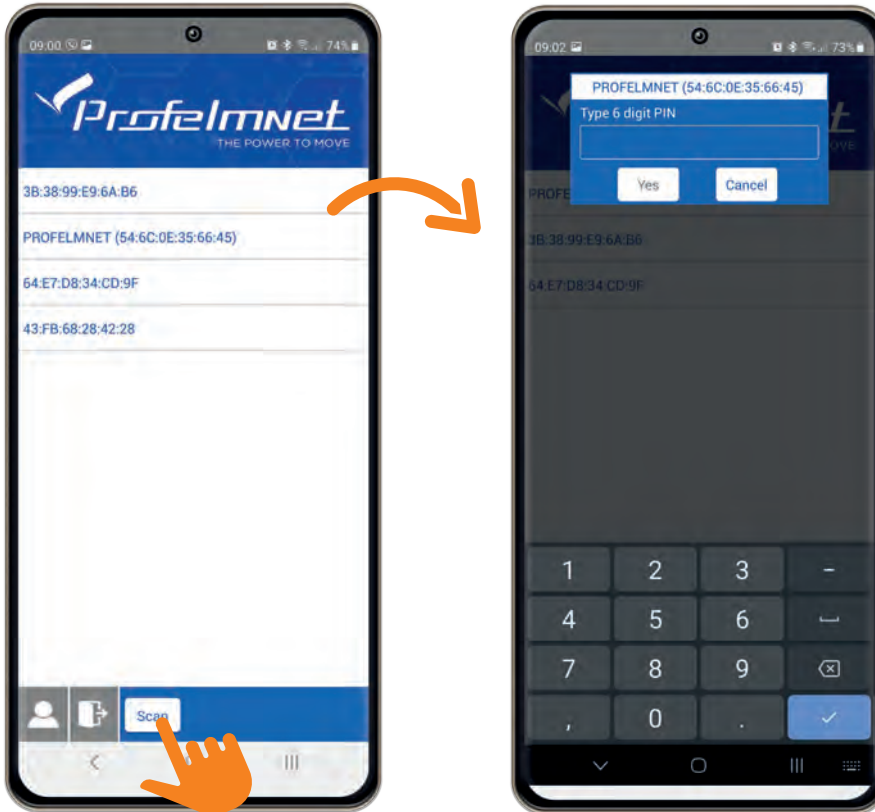 09:00
74%
Profelmnet
THE POWER TO MOVE
3B:38:99:E9:6A:B6
PROFELMNET (54:6C:0E:35:66:45)
64:E7:D8:34:CD:9F
43:FB:68:28:42:28
Scan
09:02
73%
PROFELMNET (54:6C:0E:35:66:45)
Type 6 digit PIN
Yes
Cancel
t
OVE
PROFE
3B:38:99:E9:6A:B6
64:E7:D8:34:CD:9F
1 2 3 -
4 5 6
7 8 9
, 0 .